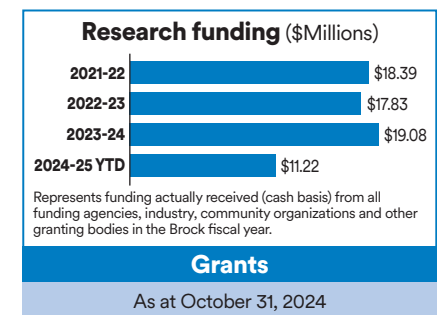 Research funding ($Millions)
2021-22 $18.39
2022-23 $17.83
2023-24 $19.08
2024-25 YTD $11.22
Represents funding actually received (cash basis) from all
funding agencies, industry, community organizations and other
granting bodies in the Brock fiscal year.
Grants
As at October 31, 2024